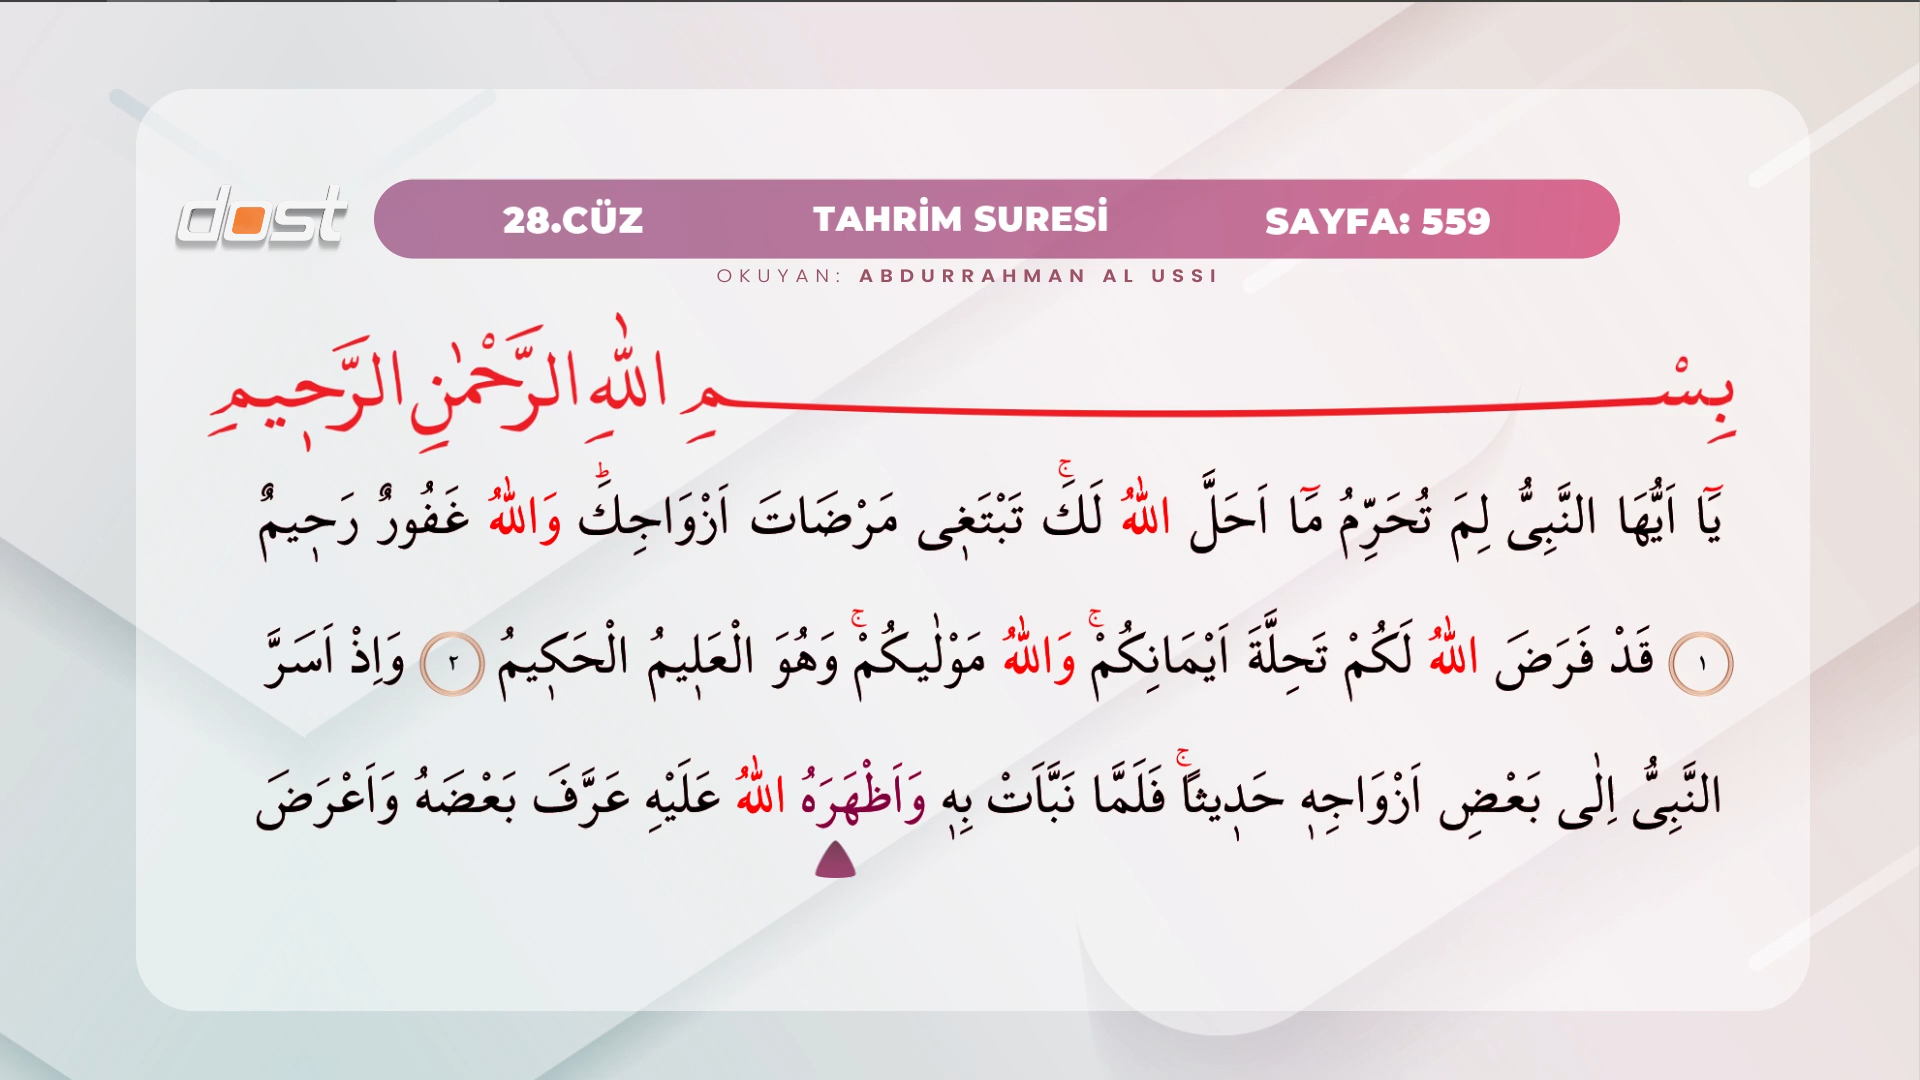 dost
28.CÜZ TAHRİM SURESİ SAYFA: 559
OKUYAN: ABDURRAHMAN AL USSI
بِسْــــــــــــــــــــمِ اللّٰهِ الرَّحْمٰنِ الرَّح۪يمِ
يَٓا اَيُّهَا النَّبِىُّ لِمَ تُحَرِّمُ مَٓا اَحَلَّ اللّٰهُ لَكَۚ تَبْتَغ۪ى مَرْضَاتَ اَزْوَاجِكَۜ وَاللّٰهُ غَفُورٌ رَح۪يمٌ
١ قَدْ فَرَضَ اللّٰهُ لَكُمْ تَحِلَّةَ اَيْمَانِكُمْۚ وَاللّٰهُ مَوْلٰيكُمْۚ وَهُوَ الْعَل۪يمُ الْحَك۪يمُ ٢ وَاِذْ اَسَرَّ
النَّبِىُّ اِلٰى بَعْضِ اَزْوَاجِه۪ حَد۪يثاًۚ فَلَمَّا نَبَّاَتْ بِه۪ وَاَظْهَرَهُ اللّٰهُ عَلَيْهِ عَرَّفَ بَعْضَهُ وَاَعْرَضَ